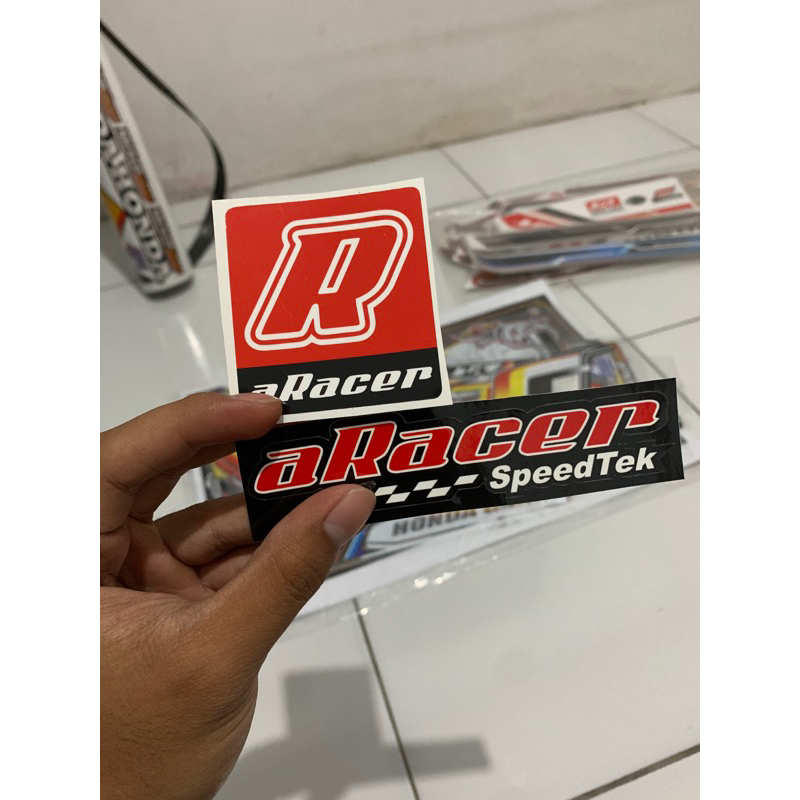 R
aRacer
aRacer
SpeedTek
HONDA